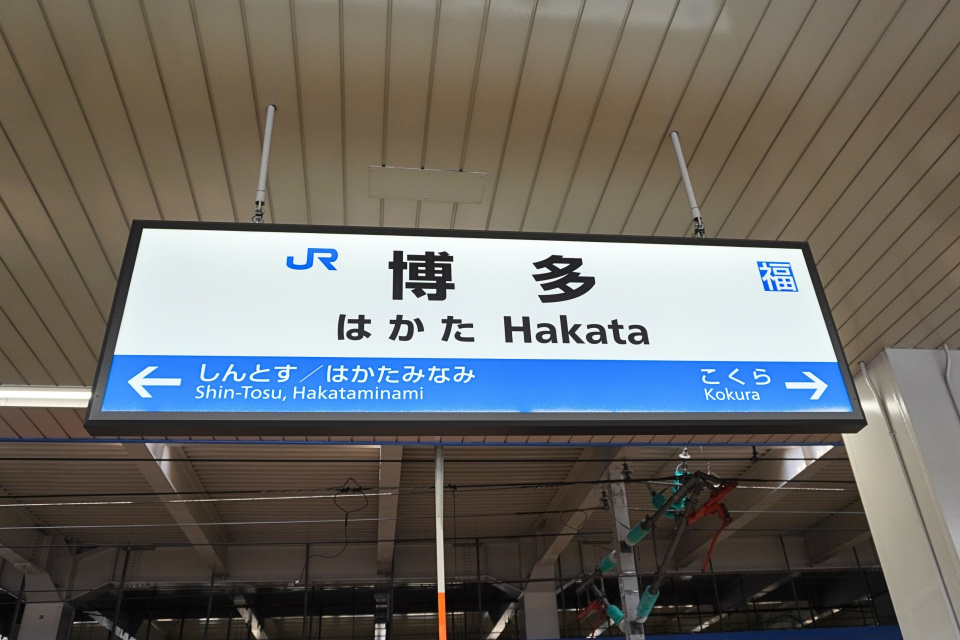 JR 博多 福
はかた Hakata
← しんとす／はかたみなみ こくら →
Shin-Tosu, Hakataminami Kokura